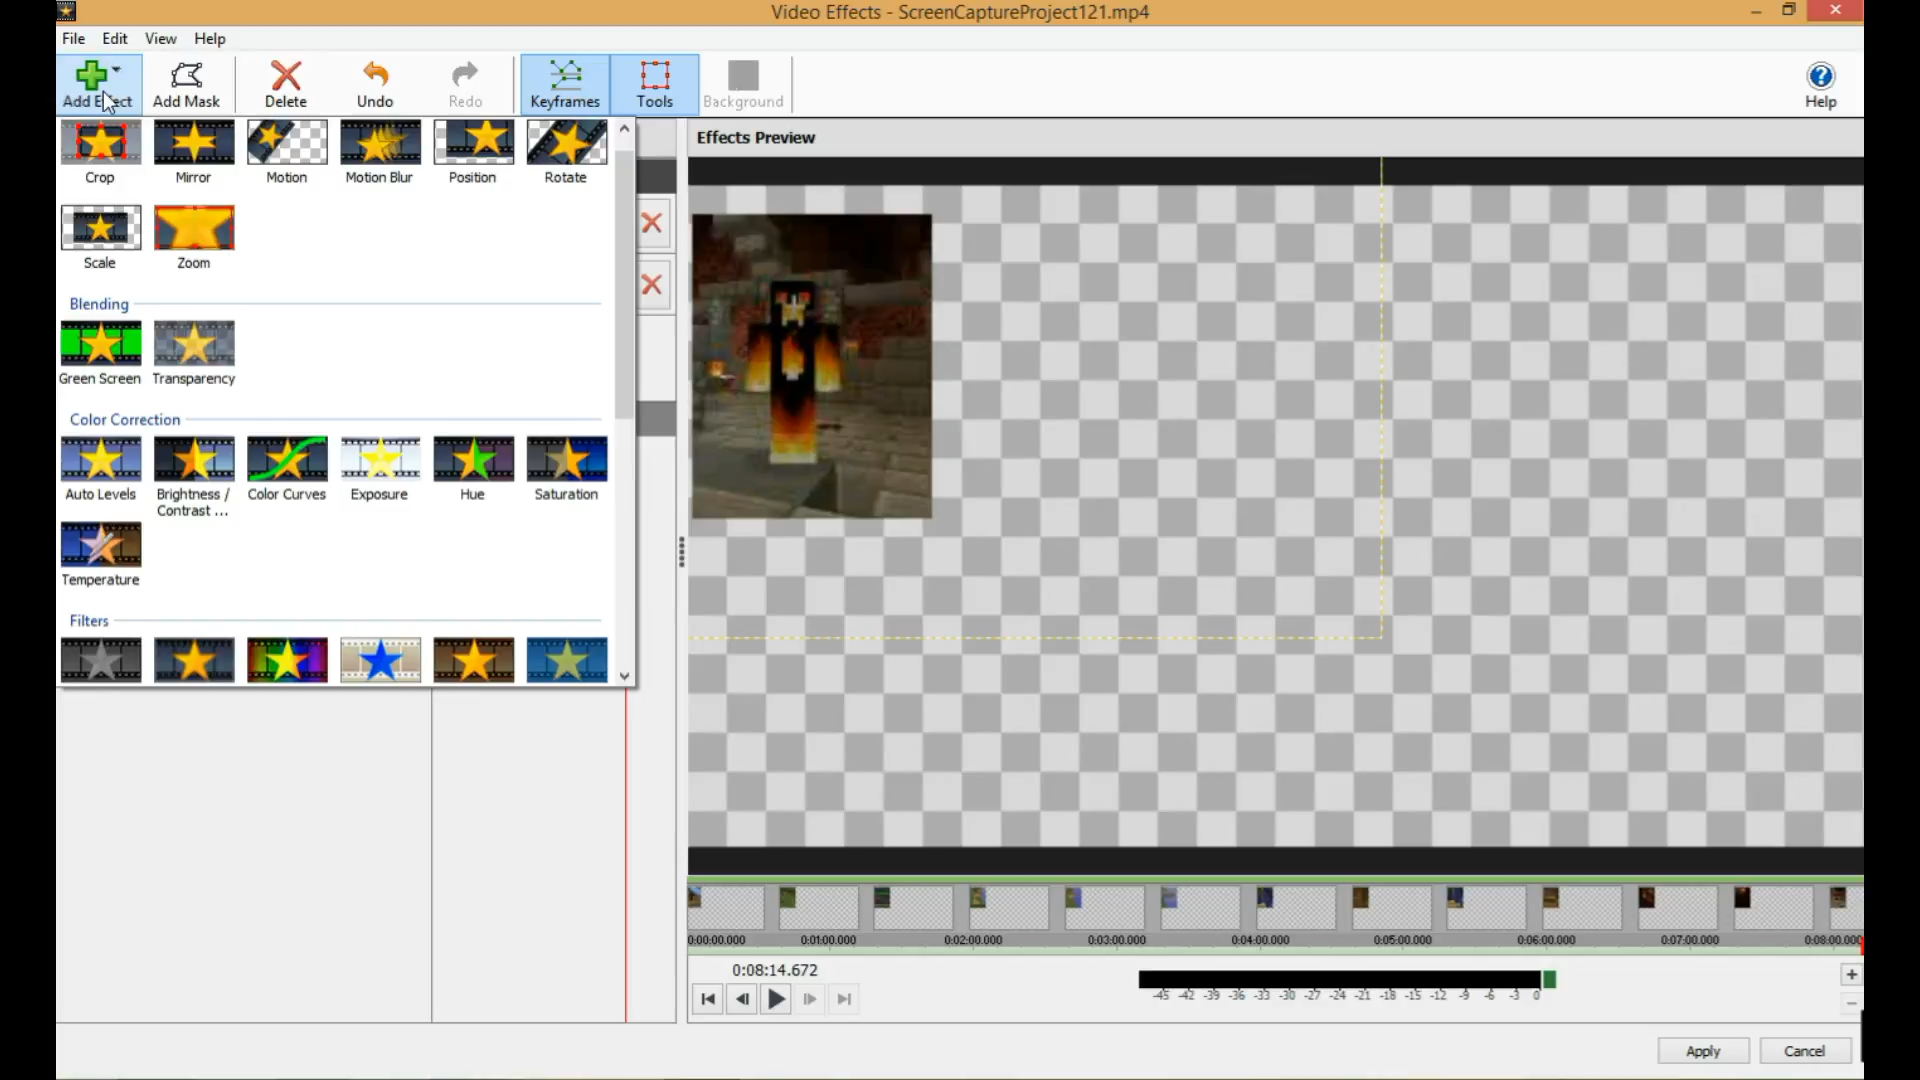 Video Effects - ScreenCaptureProject121.mp4
File Edit View Help
Add Effect Add Mask Delete Undo Redo Keyframes Tools Background Help
Effects Preview
Crop Mirror Motion Motion Blur Position Rotate
Scale Zoom
Blending
Green Screen Transparency
Color Correction
Auto Levels Brightness / Contrast ... Color Curves Exposure Hue Saturation
Temperature
Filters
0:00:00.000 0:01:00.000 0:02:00.000 0:03:00.000 0:04:00.000 0:05:00.000 0:06:00.000 0:07:00.000 0:08:00.000
0:08:14.672
-45 -42 -39 -36 -33 -30 -27 -24 -21 -18 -15 -12 -9 -6 -3 0
Apply Cancel